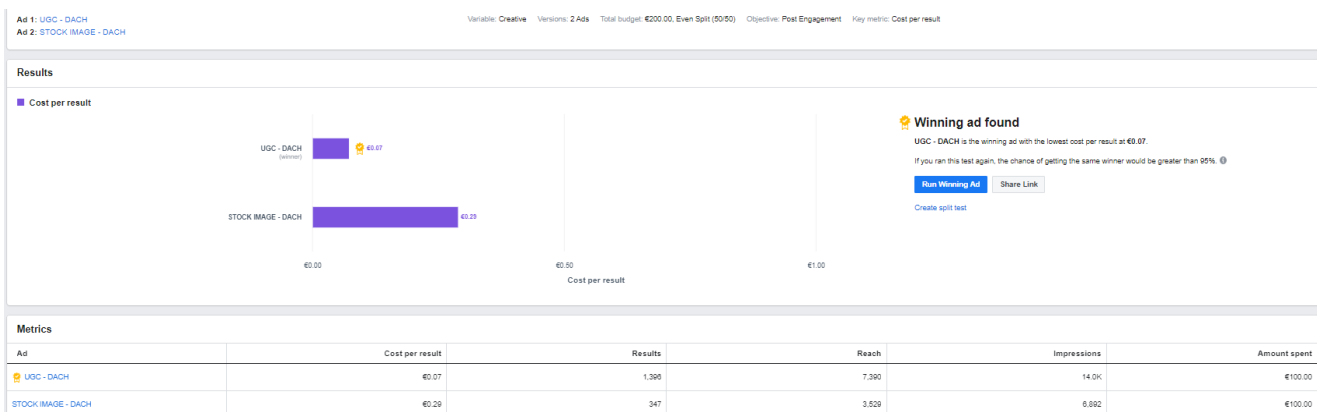 Ad 1: UGC - DACH
Variable: Creative Versions: 2 Ads Total budget: €200.00, Even Split (50/50) Objective: Post Engagement Key metric: Cost per result
Ad 2: STOCK IMAGE - DACH
Results
Cost per result
Winning ad found
UGC - DACH is the winning ad with the lowest cost per result at €0.07.
UGC - DACH €0.07
(winner)
If you ran this test again, the chance of getting the same winner would be greater than 95%.
Run Winning Ad Share Link
Create split test
STOCK IMAGE - DACH €0.29
€0.00 €0.50 €1.00
Cost per result
Metrics
Ad Cost per result Results Reach Impressions Amount spent
UGC - DACH €0.07 1,396 7,390 14.0K €100.00
STOCK IMAGE - DACH €0.29 347 3,529 6,892 €100.00